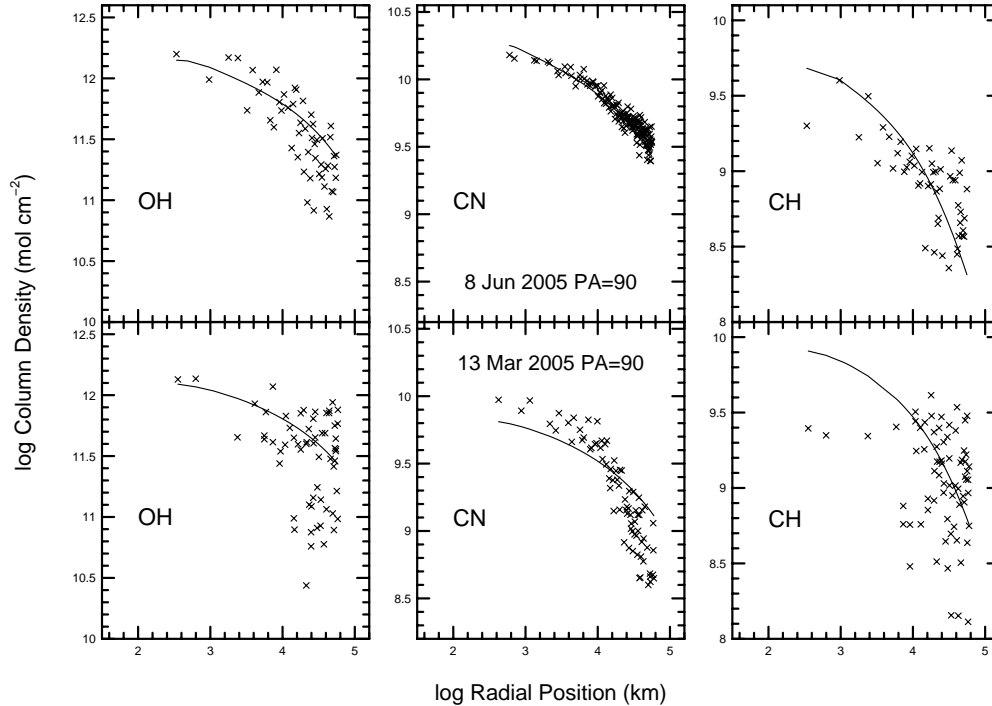 log Column Density (mol cm−2)
12.5
12
11.5
11
10.5
10
OH
10.5
10
9.5
9
8.5
CN
8 Jun 2005 PA=90
10
9.5
9
8.5
8
CH
12.5
12
11.5
11
10.5
10
OH
2 3 4 5
10.5
10
9.5
9
8.5
13 Mar 2005 PA=90
CN
2 3 4 5
10
9.5
9
8.5
8
CH
2 3 4 5
log Radial Position (km)